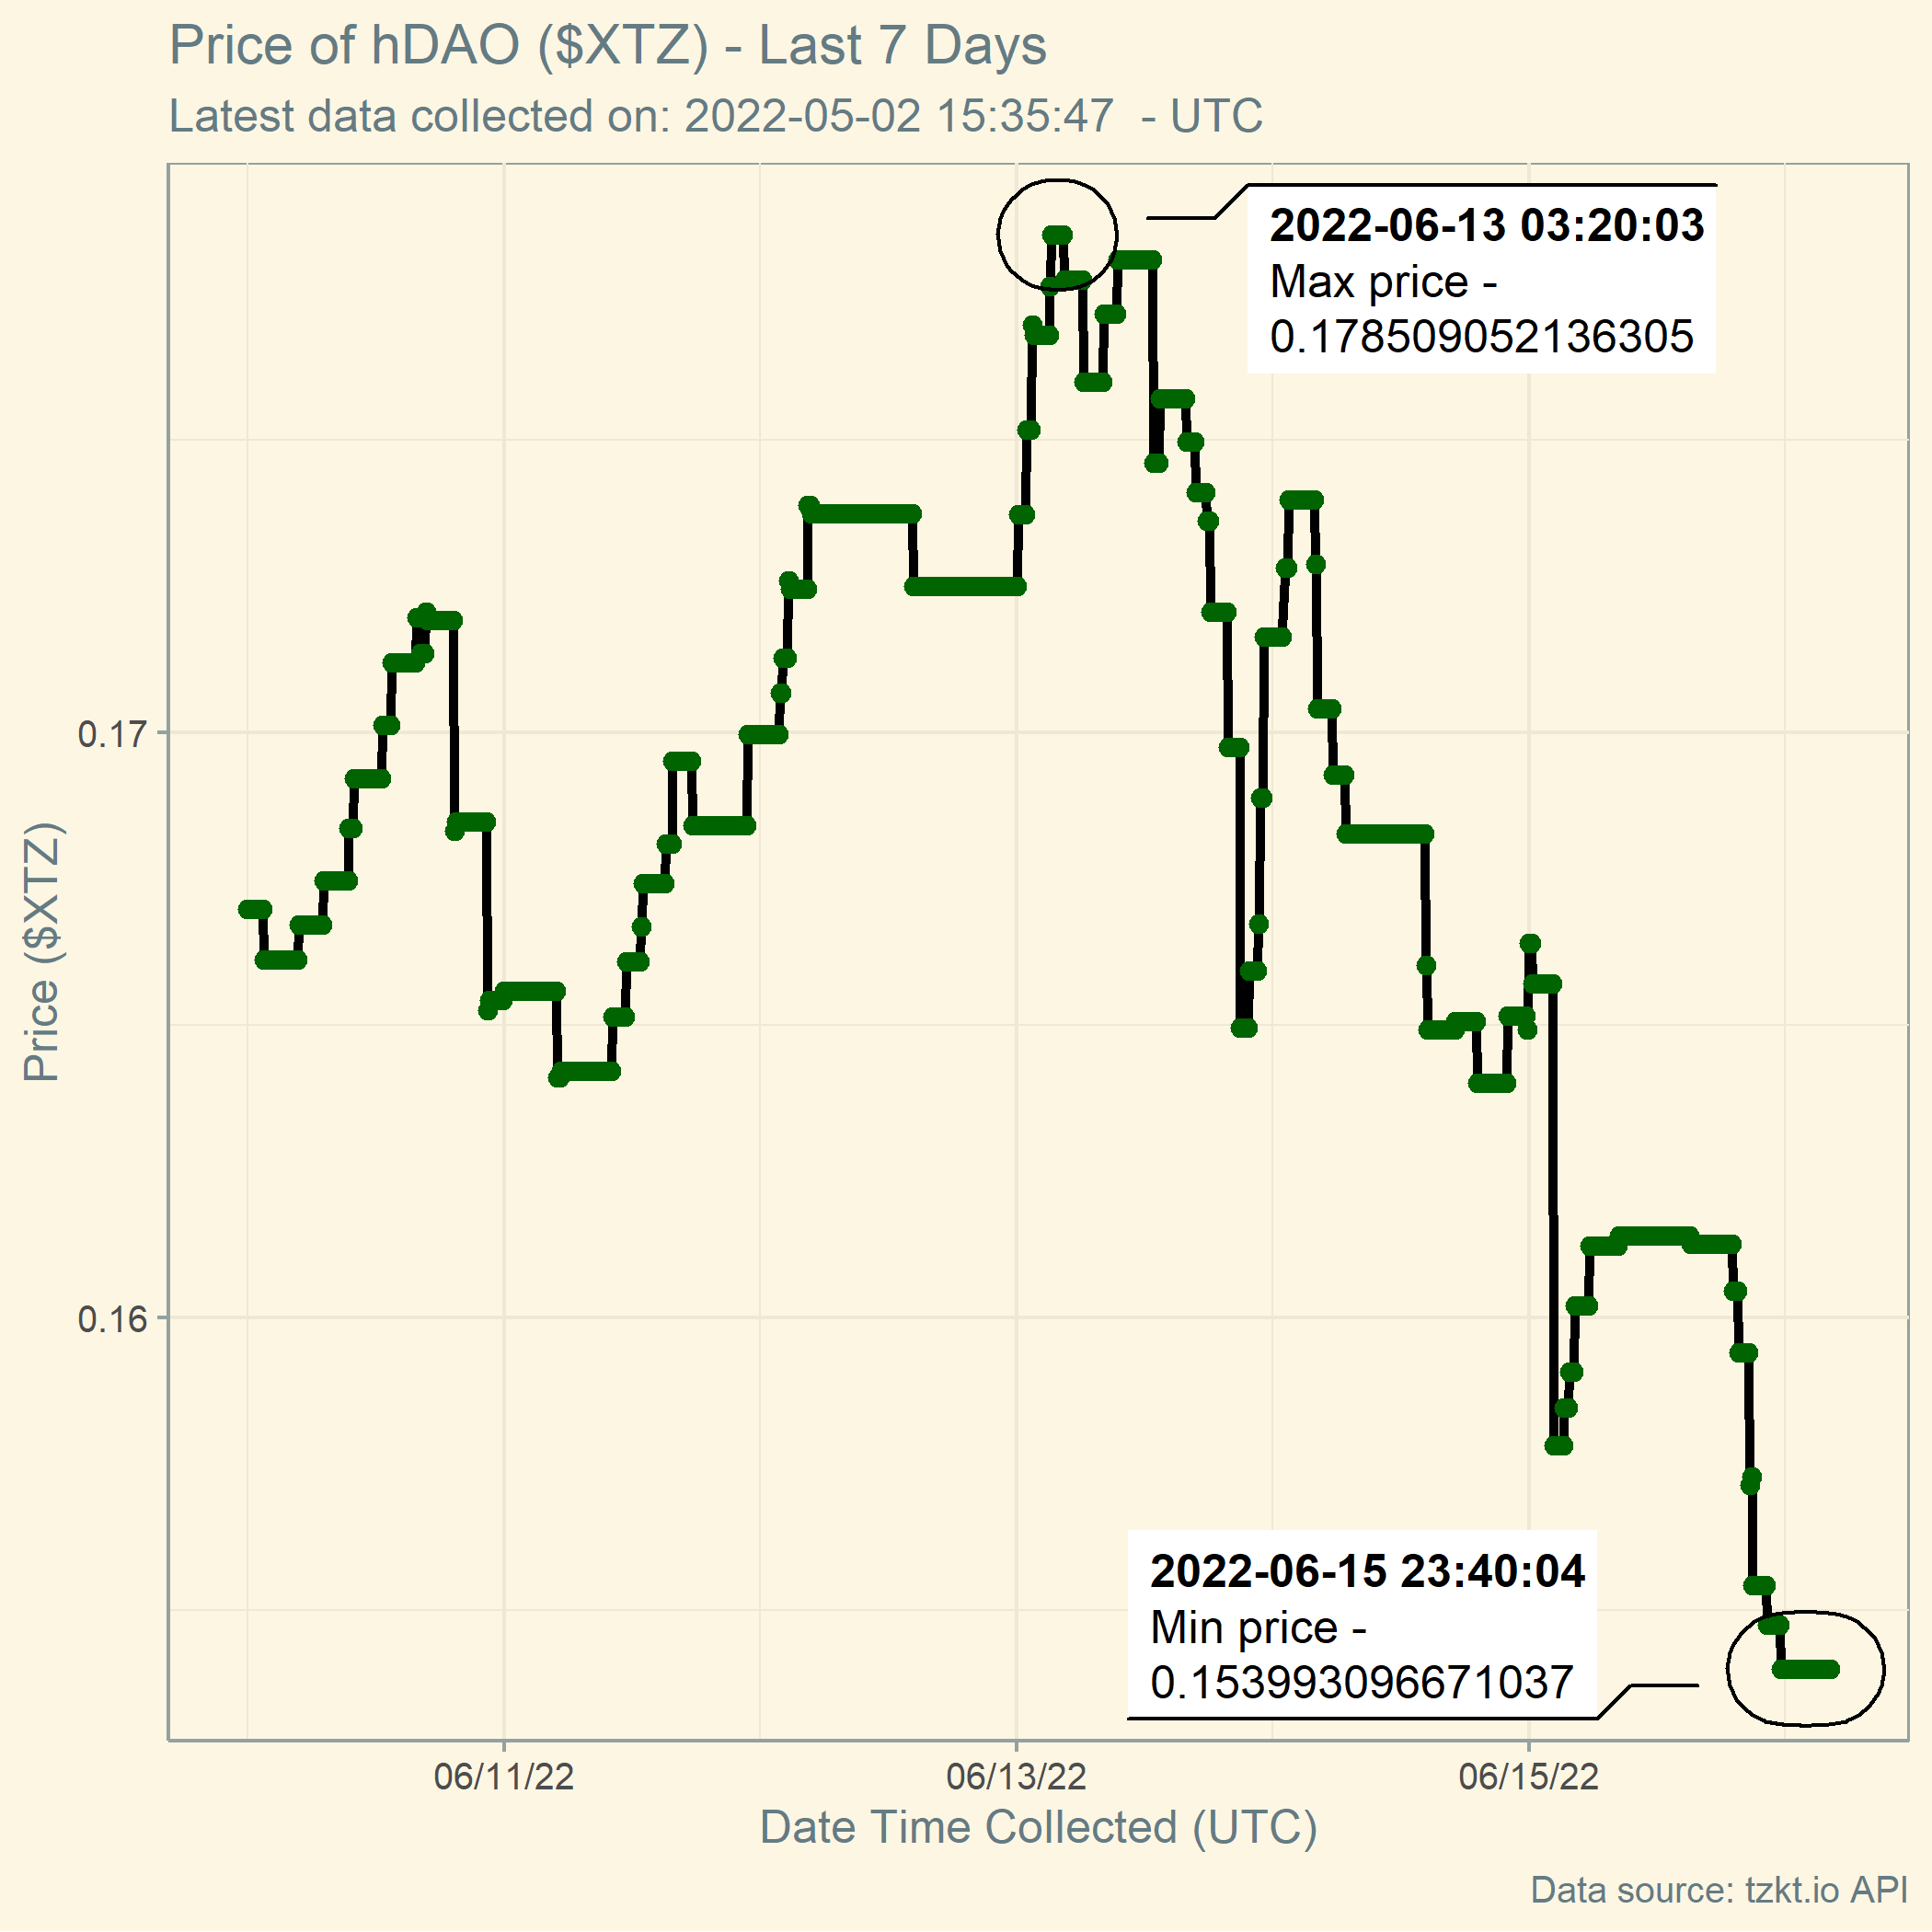 Price of hDAO ($XTZ) - Last 7 Days
Latest data collected on: 2022-05-02 15:35:47  - UTC
2022-06-13 03:20:03
Max price -
0.178509052136305
0.17
Price ($XTZ)
0.16
2022-06-15 23:40:04
Min price -
0.153993096671037
06/11/22
06/13/22
06/15/22
Date Time Collected (UTC)
Data source: tzkt.io API